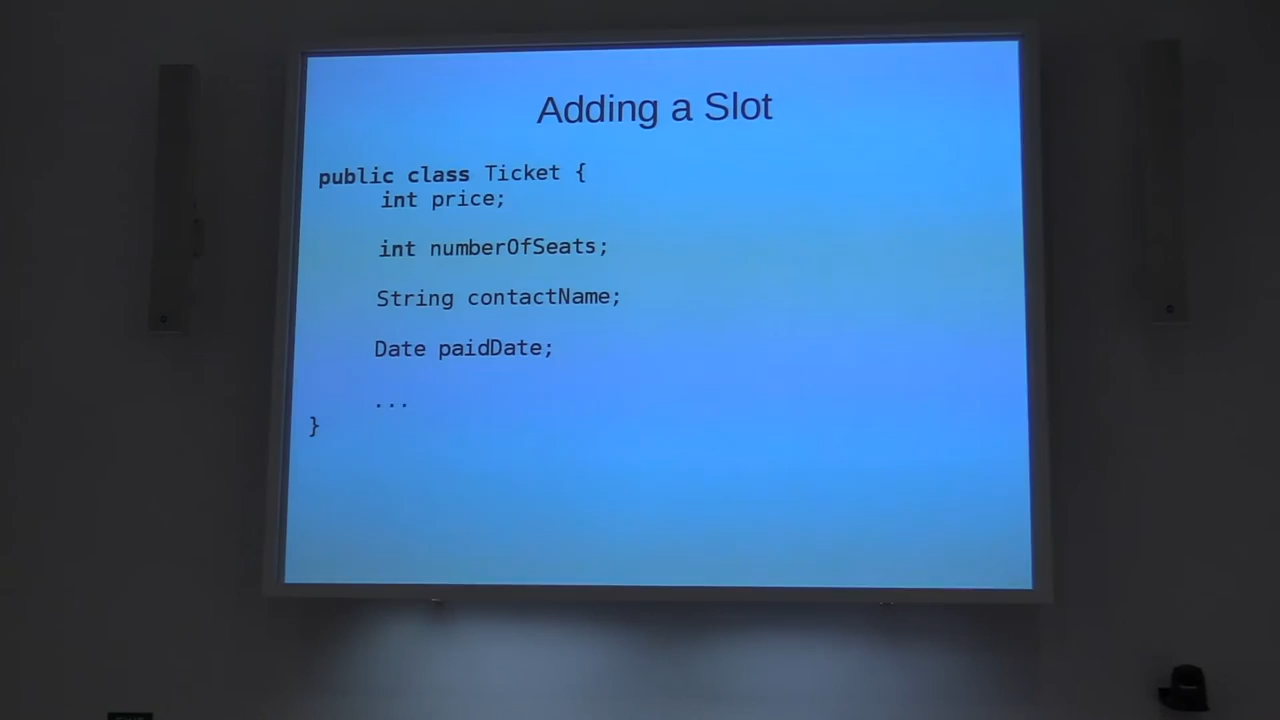 Adding a Slot
public class Ticket {
int price;
int numberOfSeats;
String contactName;
Date paidDate;
...
}